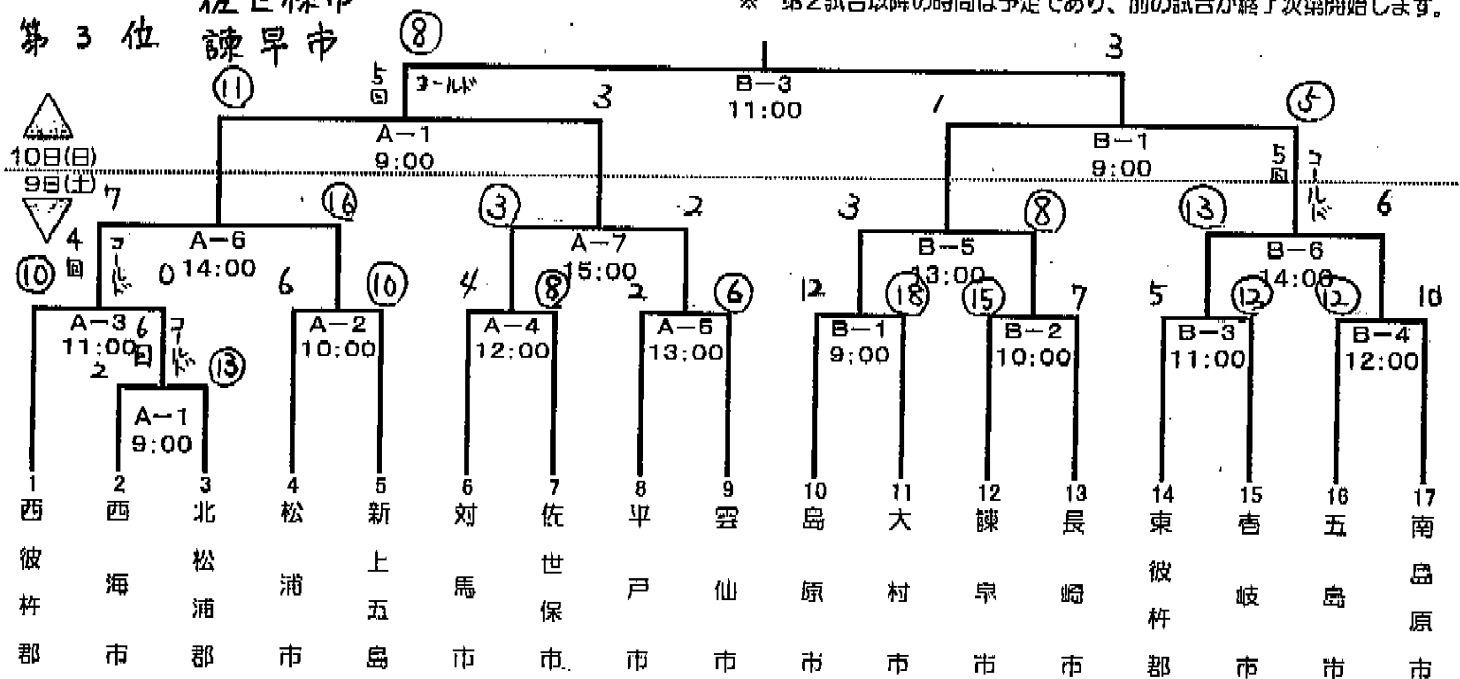 第3位 諫早市
※ 第2試合以降の時間は予定であり、前の試合が終了次第開始します。
⑧ 3
5回 コールド B-3
11:00
⑪ 3 1 ⑤
A-1 B-1
9:00 9:00
5回 コールド
10日(日)
9日(土)
7 ⑯ ③ 2 3 ⑧ ⑬ 6
A-6 A-7 B-5 B-6
14:00 15:00 13:00 14:00
4回 コールド
⑩ 0 6 ⑩ 4 ⑧ 2 ⑥ 12 ⑱ ⑮ 7 5 ⑫ ⑫ 10
A-3 A-2 A-4 A-5 B-1 B-2 B-3 B-4
11:00 10:00 12:00 13:00 9:00 10:00 11:00 12:00
6回 コールド
2 ⑬
A-1
9:00
1 2 3 4 5 6 7 8 9 10 11 12 13 14 15 16 17
西彼杵郡
西海市
北松浦郡
松浦市
新上五島
対馬市
佐世保市
平戸市
雲仙市
島原市
大村市
諫早市
長崎市
東彼杵郡
壱岐市
五島市
南島原市